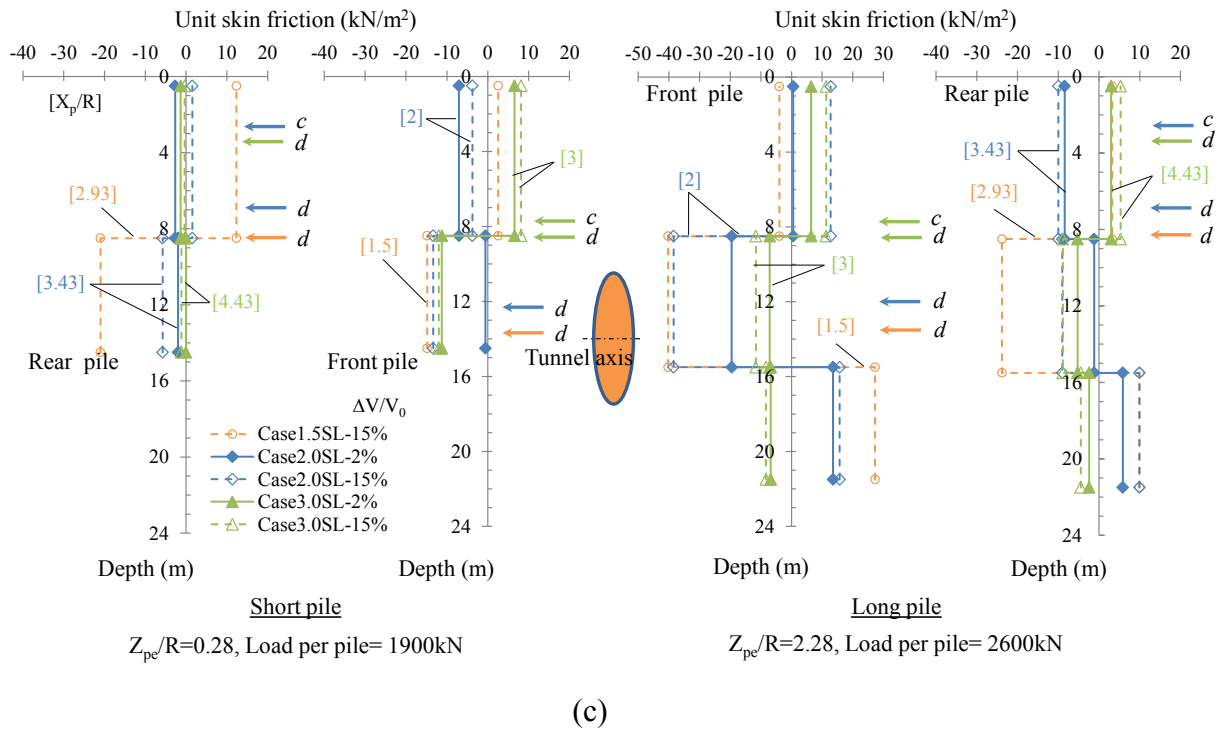 Unit skin friction (kN/m²)
Unit skin friction (kN/m²)
-40 -30 -20 -10 0 10 20
-40 -30 -20 -10 0 10 20
-50 -40 -30 -20 -10 0 10 20 30
-40 -30 -20 -10 0 10 20
[Xp/R]
0
4
8
12
16
20
24
[2.93]
[3.43]
[4.43]
c
d
d
d
Rear pile
0
4
8
12
16
20
24
[2]
[3]
[1.5]
c
d
d
d
Front pile
Tunnel axis
Front pile
0
4
8
12
16
20
24
[2]
[3]
[1.5]
c
d
d
d
Rear pile
0
4
8
12
16
20
24
[3.43]
[2.93]
[4.43]
c
d
d
d
ΔV/V₀
Case1.5SL-15%
Case2.0SL-2%
Case2.0SL-15%
Case3.0SL-2%
Case3.0SL-15%
Depth (m)
Depth (m)
Depth (m)
Depth (m)
Short pile
Long pile
Zpe/R=0.28, Load per pile= 1900kN
Zpe/R=2.28, Load per pile= 2600kN
(c)